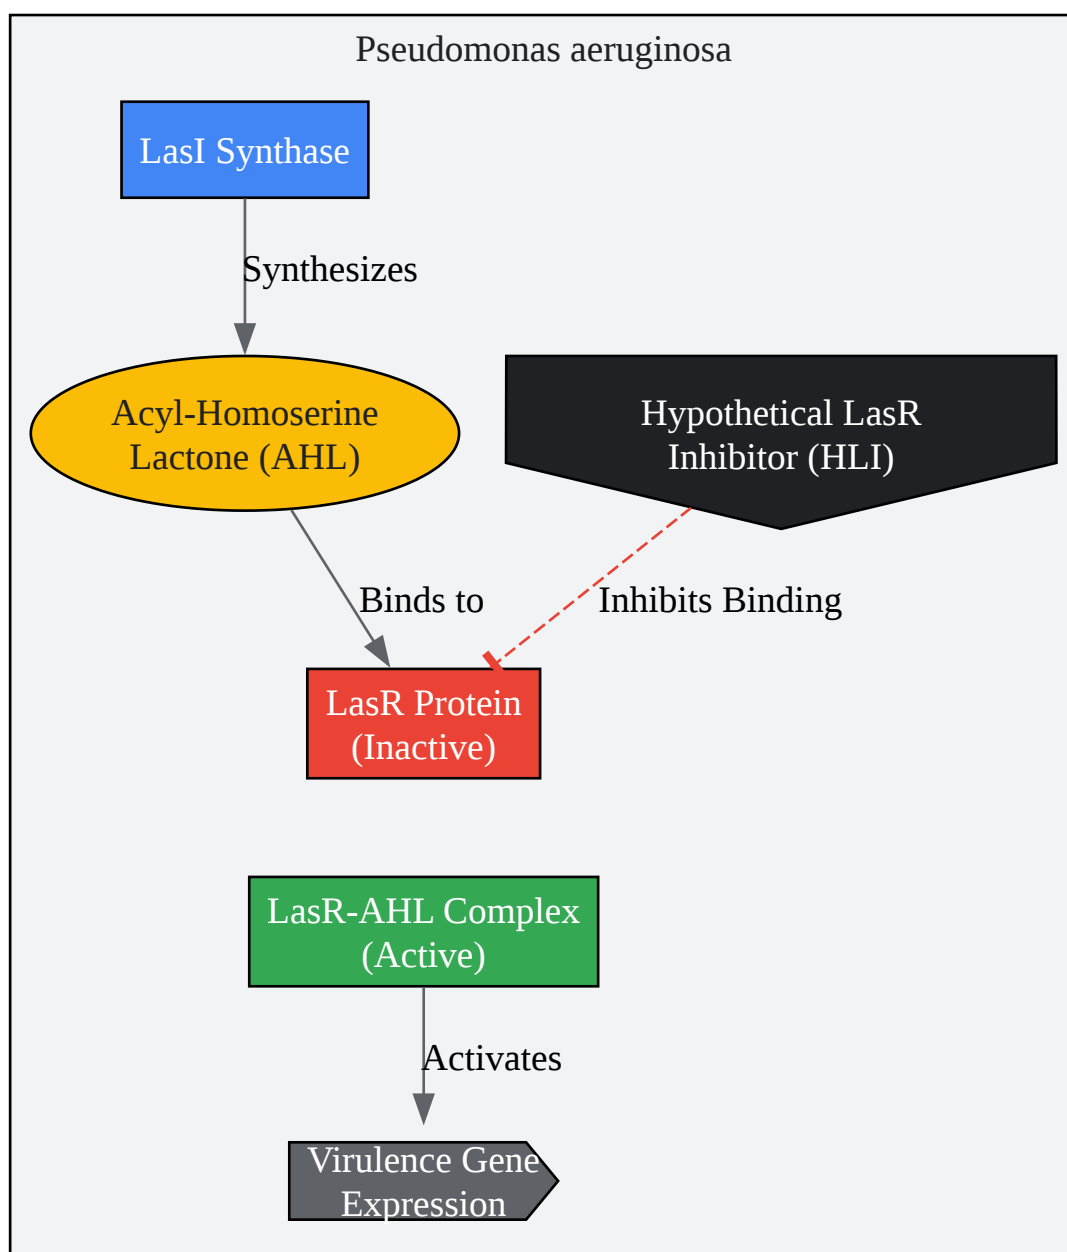 Pseudomonas aeruginosa
LasI Synthase
Synthesizes
Acyl-Homoserine
Lactone (AHL)
Hypothetical LasR
Inhibitor (HLI)
Binds to
Inhibits Binding
LasR Protein
(Inactive)
LasR-AHL Complex
(Active)
Activates
Virulence Gene
Expression